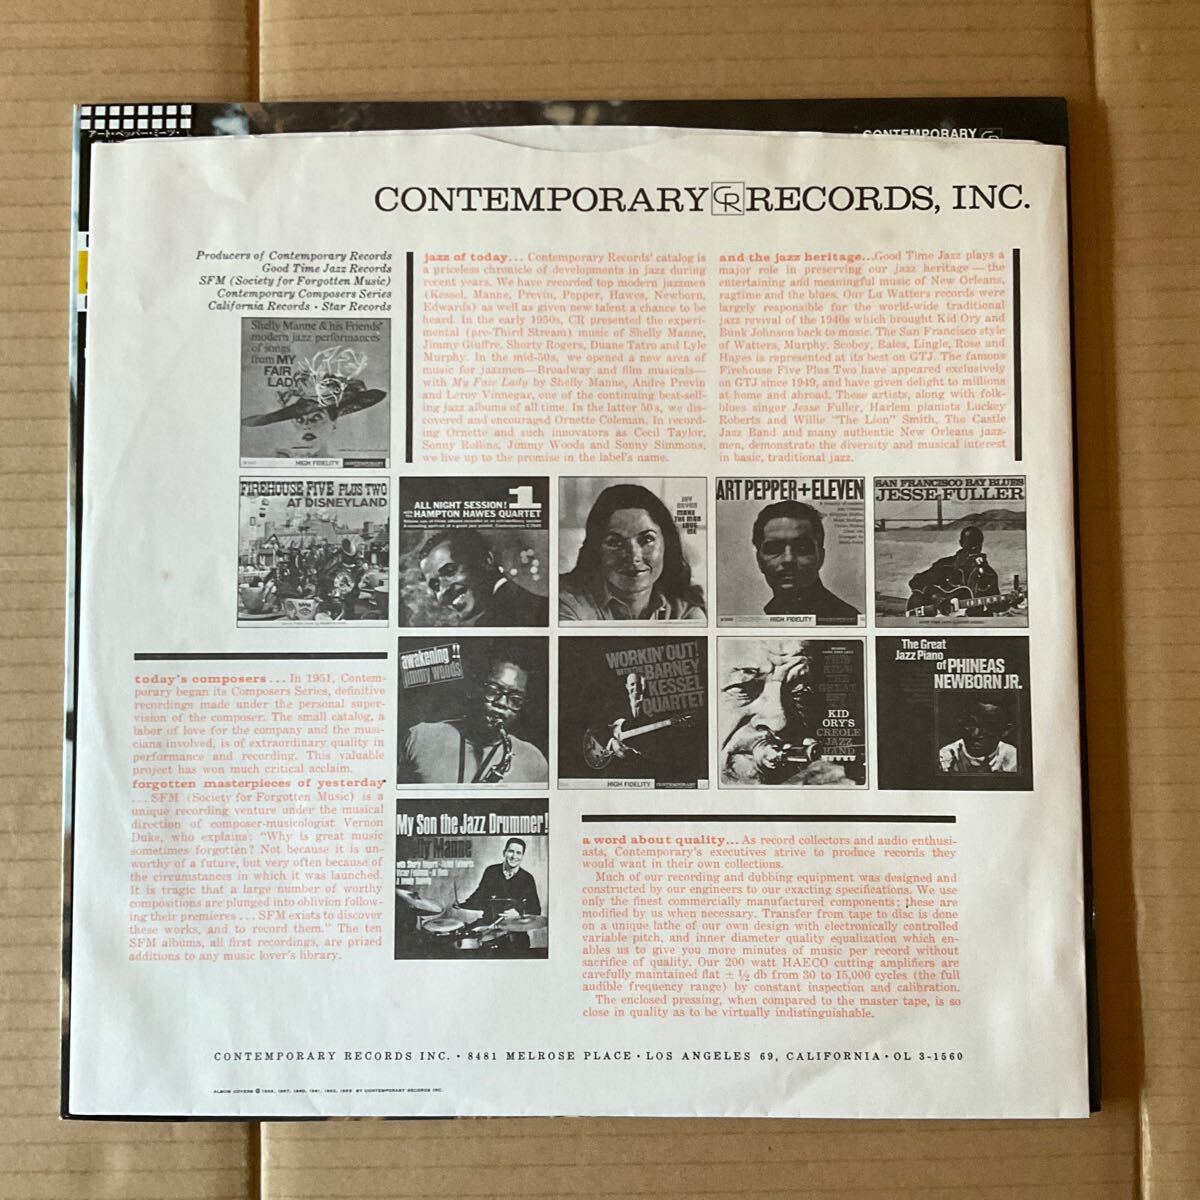 アート・ペッパー・ミーツ・
CONTEMPORARY CR
CONTEMPORARY CR RECORDS, INC.
Producers of Contemporary Records
Good Time Jazz Records
SFM (Society for Forgotten Music)
Contemporary Composers Series
California Records · Star Records
jazz of today... Contemporary Records' catalog is
a priceless chronicle of developments in jazz during
recent years. We have recorded top modern jazzmen
(Kessel, Manne, Previn, Pepper, Hawes, Newborn,
Edwards) as well as given new talent a chance to be
heard. In the early 1950s, CR presented the experi-
mental (pre-Third Stream) music of Shelly Manne,
Jimmy Giuffre, Shorty Rogers, Duane Tatro and Lyle
Murphy. In the mid-50s, we opened a new area of
music for jazzmen—Broadway and film musicals—
with My Fair Lady by Shelly Manne, Andre Previn
and Leroy Vinnegar, one of the continuing best-sell-
ing jazz albums of all time. In the latter 50s, we dis-
covered and encouraged Ornette Coleman. In record-
ing Ornette and such innovators as Cecil Taylor,
Sonny Rollins, Jimmy Woods and Sonny Simmons,
we live up to the promise in the label's name.
and the jazz heritage...Good Time Jazz plays a
major role in preserving our jazz heritage — the
entertaining and meaningful music of New Orleans,
ragtime and the blues. Our Lu Watters records were
largely responsible for the world-wide traditional
jazz revival of the 1940s which brought Kid Ory and
Bunk Johnson back to music. The San Francisco style
of Watters, Murphy, Scobey, Bales, Lingle, Rose and
Hayes is represented at its best on GTJ. The famous
Firehouse Five Plus Two have appeared exclusively
on GTJ since 1949, and have given delight to millions
at home and abroad. These artists, along with folk-
blues singer Jesse Fuller, Harlem pianists Luckey
Roberts and Willie "The Lion" Smith, The Castle
Jazz Band and many authentic New Orleans jazz-
men, demonstrate the diversity and musical interest
in basic, traditional jazz.
Shelly Manne & his Friends'
modern jazz performances
of songs
from MY
FAIR
LADY
HIGH FIDELITY CONTEMPORARY
FIREHOUSE FIVE PLUS TWO
AT DISNEYLAND
ALL NIGHT SESSION! 1
HAMPTON HAWES QUARTET
JOY
BRYAN
MAKE
THE MAN
LOVE
ME
ART PEPPER+ELEVEN
HIGH FIDELITY
SAN FRANCISCO BAY BLUES
JESSE FULLER
awakening!!
jimmy woods
WORKIN' OUT!
WITH THE BARNEY
KESSEL
QUARTET
HIGH FIDELITY
THIS
IS
THE
GREAT
KID
ORY'S
CREOLE
JAZZ
BAND
The Great
Jazz Piano
of PHINEAS
NEWBORN JR.
today's composers... In 1951, Contem-
porary began its Composers Series, definitive
recordings made under the personal super-
vision of the composer. The small catalog, a
labor of love for the company and the musi-
cians involved, is of extraordinary quality in
performance and recording. This valuable
project has won much critical acclaim.
forgotten masterpieces of yesterday
... SFM (Society for Forgotten Music) is a
unique recording venture under the musical
direction of composer-musicologist Vernon
Duke, who explains: "Why is great music
sometimes forgotten? Not because it is un-
worthy of a future, but very often because of
the circumstances in which it was launched.
It is tragic that a large number of worthy
compositions are plunged into oblivion follow-
ing their premieres... SFM exists to discover
these works, and to record them." The ten
SFM albums, all first recordings, are prized
additions to any music lover's library.
My Son the Jazz Drummer!
Shelly Manne
a word about quality... As record collectors and audio enthusi-
asts, Contemporary's executives strive to produce records they
would want in their own collections.
Much of our recording and dubbing equipment was designed and
constructed by our engineers to our exacting specifications. We use
only the finest commercially manufactured components; these are
modified by us when necessary. Transfer from tape to disc is done
on a unique lathe of our own design with electronically controlled
variable pitch, and inner diameter quality equalization which en-
ables us to give you more minutes of music per record without
sacrifice of quality. Our 200 watt HAECO cutting amplifiers are
carefully maintained flat ± ½ db from 30 to 15,000 cycles (the full
audible frequency range) by constant inspection and calibration.
The enclosed pressing, when compared to the master tape, is so
close in quality as to be virtually indistinguishable.
CONTEMPORARY RECORDS INC. · 8481 MELROSE PLACE · LOS ANGELES 69, CALIFORNIA · OL 3-1560
ALBUM COVERS © 1956, 1957, 1960, 1961, 1962, 1963 BY CONTEMPORARY RECORDS INC.